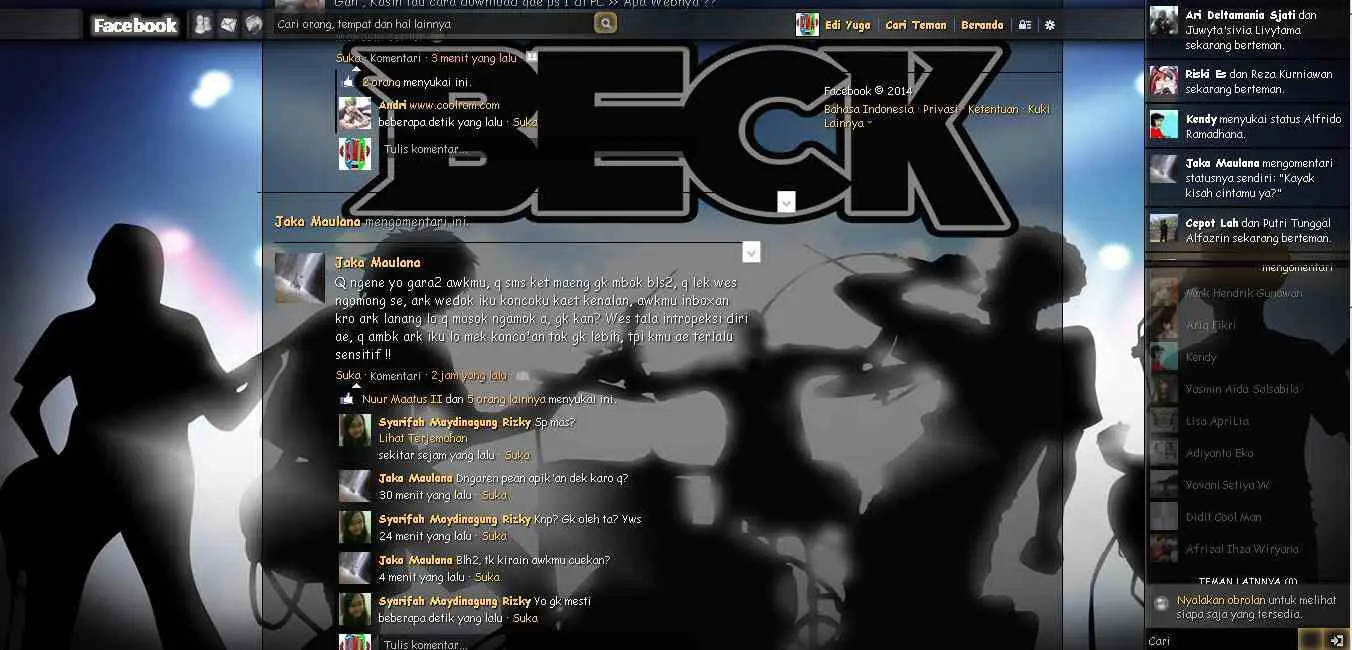 Gan , Kasih tau cara download gae ps 1 di PC >> Apa Webnya ??
Facebook
Cari orang, tempat dan hal lainnya
Edi Yuga
Cari Teman
Beranda
Suka · Komentari · 3 menit yang lalu
2 orang menyukai ini.
Andri www.coolrom.com
beberapa detik yang lalu · Suka
Tulis komentar...
BECK
Facebook © 2014
Bahasa Indonesia · Privasi · Ketentuan · Kuki
Lainnya
Jaka Maulana mengomentari ini.
Jaka Maulana
Q ngene yo gara2 awkmu, q sms ket maeng gk mbok bls2, q lek wes
ngomong se, ark wedok iku koncoku kaet kenalan, awkmu inboxan
kro ark lanang lo q mosok ngamok a, gk kan? Wes tala intropeksi diri
ae, q ambk ark iku lo mek konco'an tok gk lebih, tpi kmu ae terlalu
sensitif !!
Suka · Komentari · 2 jam yang lalu ·
Nuur Maatus II dan 5 orang lainnya menyukai ini.
Syarifah Maydinagung Rizky Sp mas?
Lihat Terjemahan
sekitar sejam yang lalu · Suka
Jaka Maulana Dngaren pean apik'an dek karo q?
30 menit yang lalu · Suka
Syarifah Maydinagung Rizky Knp? Gk oleh ta? Yws
24 menit yang lalu · Suka
Jaka Maulana Blh2, tk kirain awkmu cuekan?
4 menit yang lalu · Suka
Syarifah Maydinagung Rizky Yo gk mesti
beberapa detik yang lalu · Suka
Tulis komentar...
Ari Deltamania Sjati dan
Juwyta'sivia Livytama
sekarang berteman.
Riski Es dan Reza Kurniawan
sekarang berteman.
Kendy menyukai status Alfrido
Ramadhana.
Jaka Maulana mengomentari
statusnya sendiri: "Kayak
kisah cintamu ya?"
Cepot Lah dan Putri Tunggal
Alfazrin sekarang berteman.
mengomentari
Mink Hendrik Gunawan
Ariq Fikri
Kendy
Yasmin Aida Salsabila
Lisa ApriLia
Adiyanto Eko
Yovani Setiya W
Didit Cool Man
Afrizal Ihza Wiryana
TEMAN LAINNYA (0)
Nyalakan obrolan untuk melihat
siapa saja yang tersedia.
Cari